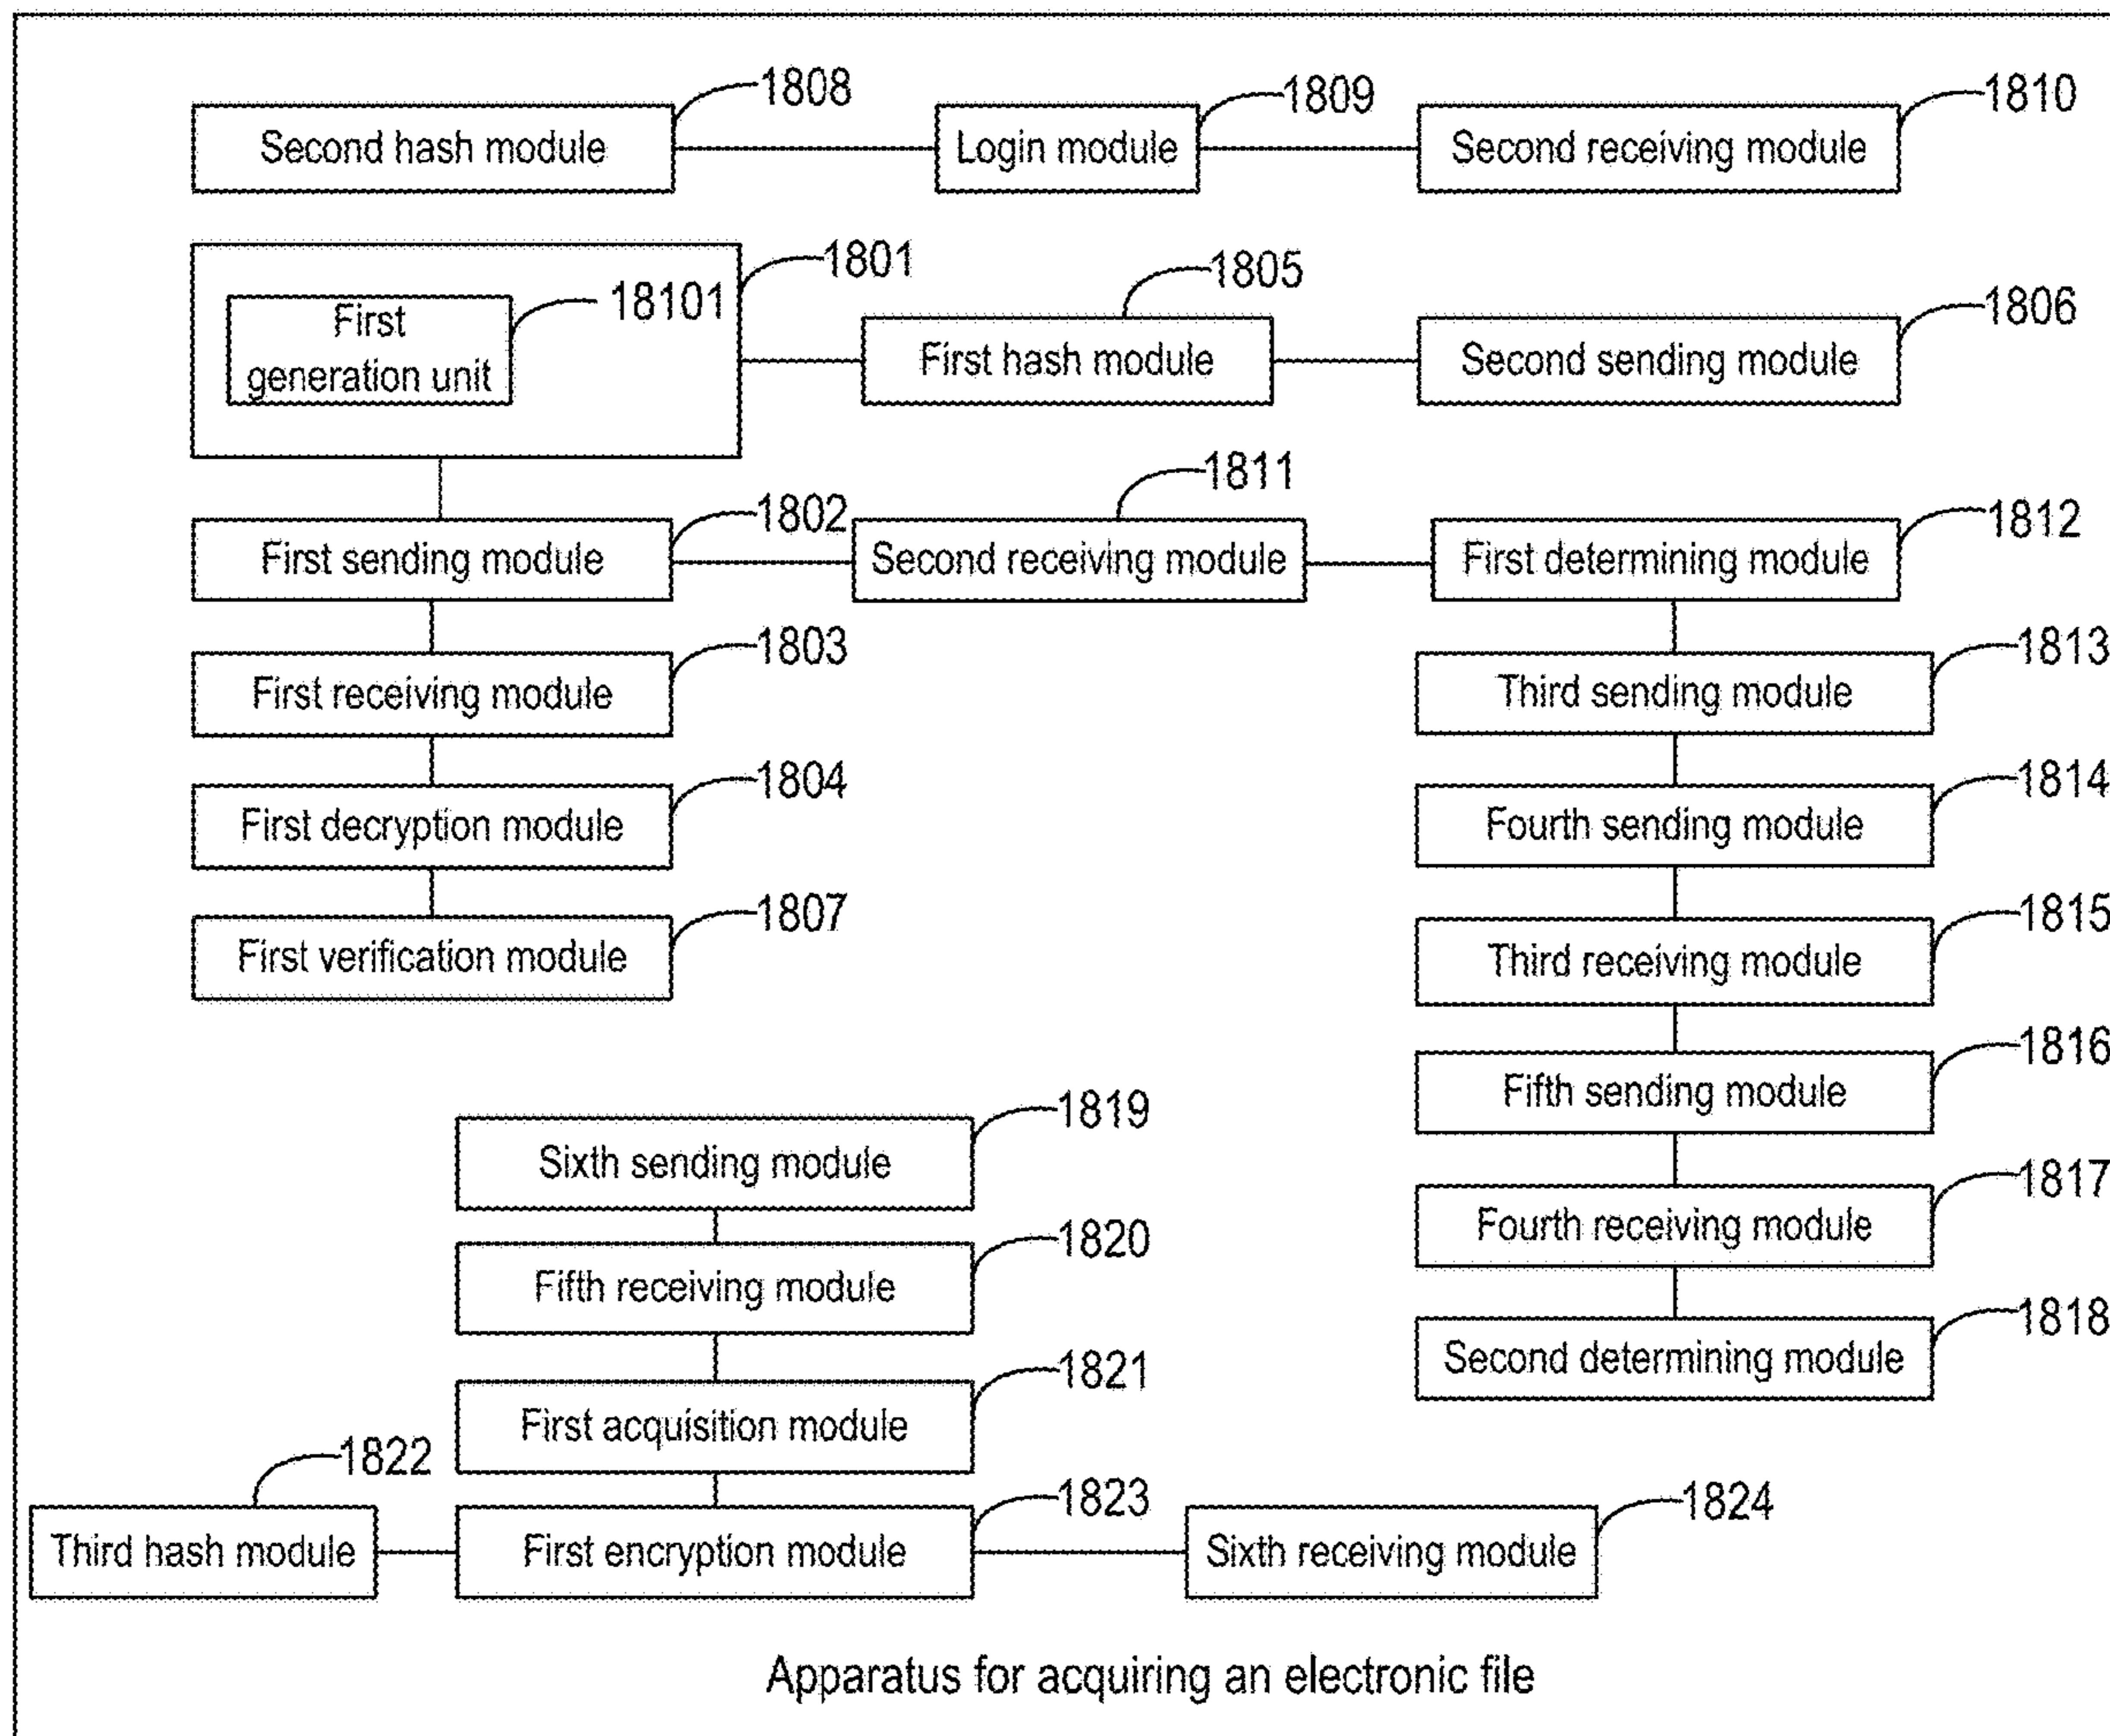 1808
1809
1810
Second hash module
Login module
Second receiving module
1801
1805
1806
18101
First
generation unit
First hash module
Second sending module
1811
1802
1812
First sending module
Second receiving module
First determining module
1803
1813
First receiving module
Third sending module
1804
1814
First decryption module
Fourth sending module
1807
1815
First verification module
Third receiving module
1816
Fifth sending module
1819
Sixth sending module
1817
Fourth receiving module
1820
Fifth receiving module
1818
Second determining module
1821
First acquisition module
1822
1823
1824
Third hash module
First encryption module
Sixth receiving module
Apparatus for acquiring an electronic file